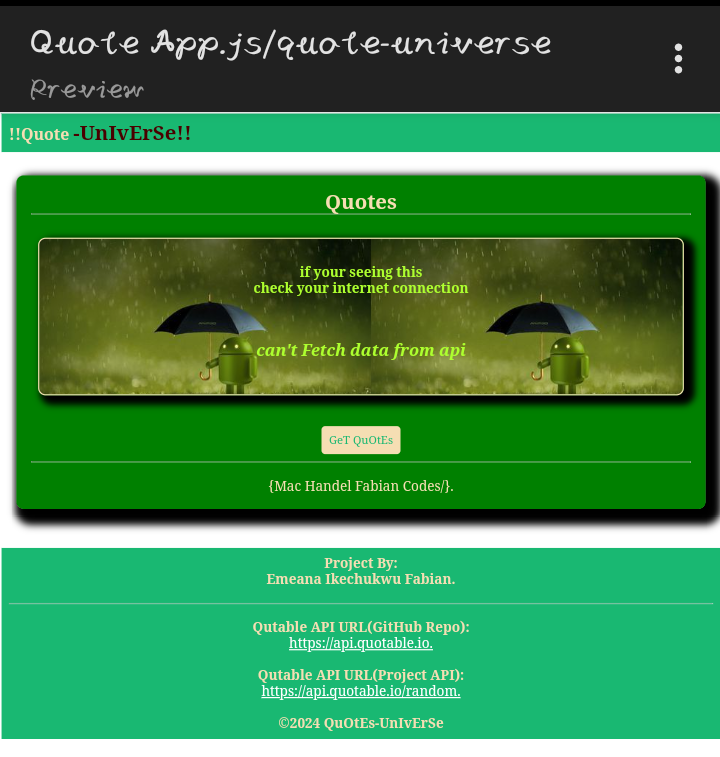 Quote App.js/quote-universe
Preview
!!Quote -UnIvErSe!!
Quotes
if your seeing this
check your internet connection
can't Fetch data from api
GeT QuOtEs
{Mac Handel Fabian Codes/}.
Project By:
Emeana Ikechukwu Fabian.
Qutable API URL(GitHub Repo):
https://api.quotable.io.
Qutable API URL(Project API):
https://api.quotable.io/random.
©2024 QuOtEs-UnIvErSe